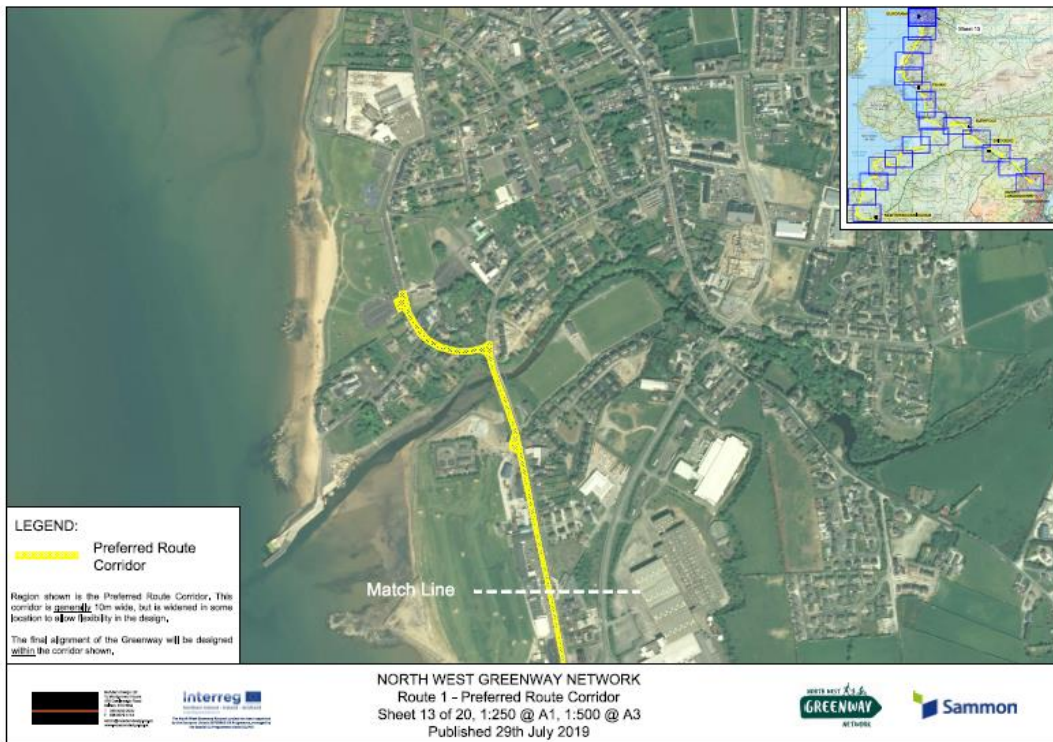 Sheet 13
Match Line
LEGEND:
Preferred Route
Corridor
Region shown is the Preferred Route Corridor. This
corridor is generally 10m wide, but is widened in some
location to allow flexibility in the design.
The final alignment of the Greenway will be designed
within the corridor shown.
Interreg
NORTH WEST GREENWAY NETWORK
Route 1 - Preferred Route Corridor
Sheet 13 of 20, 1:250 @ A1, 1:500 @ A3
Published 29th July 2019
NORTH WEST
GREENWAY
NETWORK
Sammon